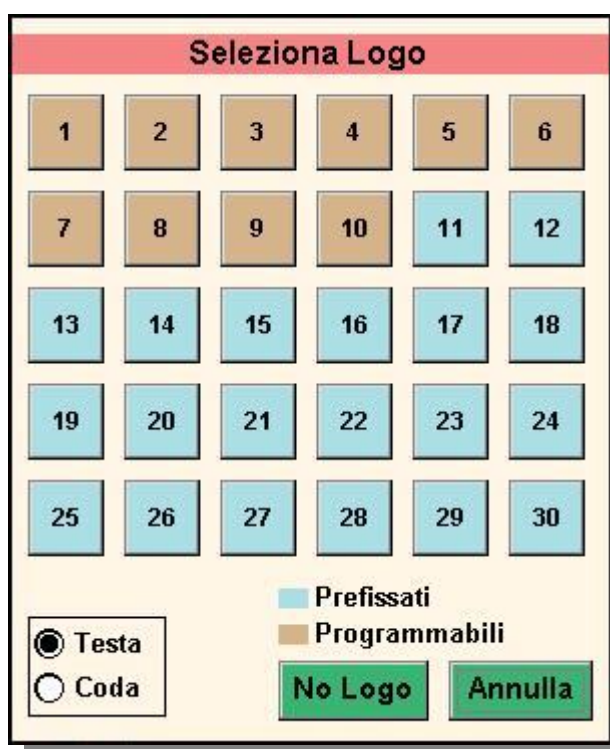 Seleziona Logo
1 2 3 4 5 6
7 8 9 10 11 12
13 14 15 16 17 18
19 20 21 22 23 24
25 26 27 28 29 30
Prefissati
Programmabili
Testa
Coda
No Logo Annulla